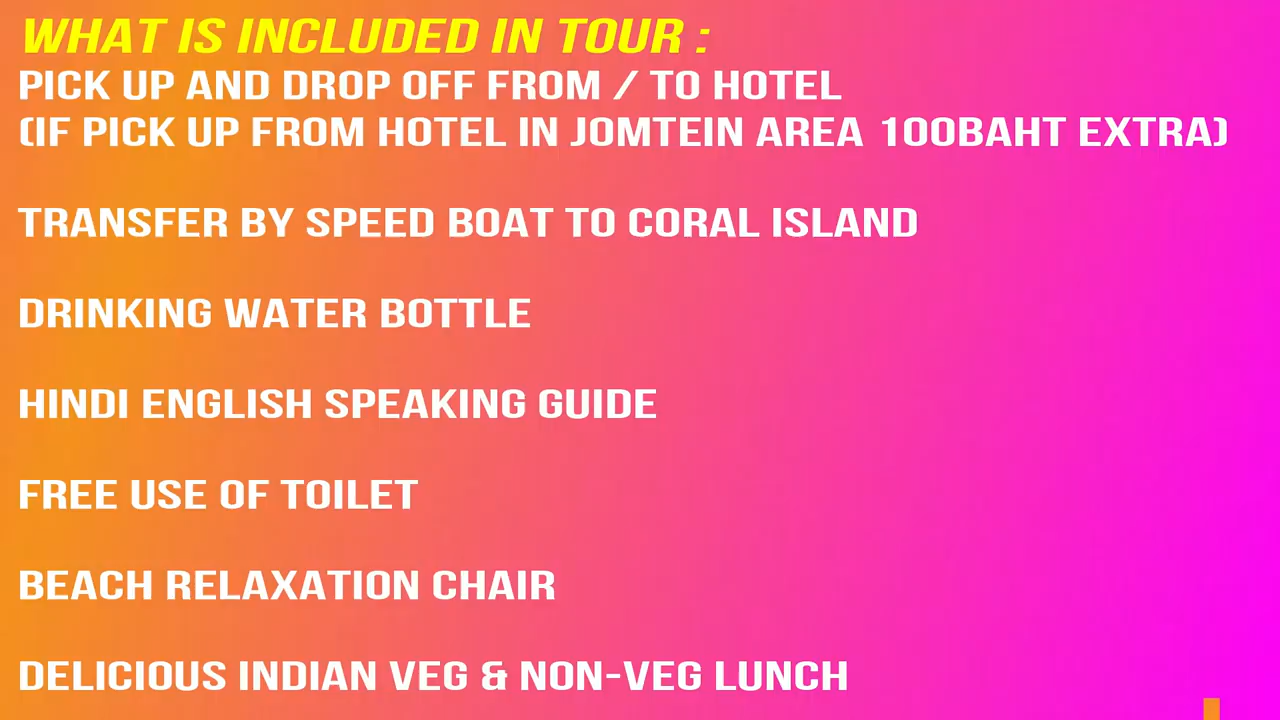 WHAT IS INCLUDED IN TOUR :
PICK UP AND DROP OFF FROM / TO HOTEL
(IF PICK UP FROM HOTEL IN JOMTEIN AREA 100BAHT EXTRA)
TRANSFER BY SPEED BOAT TO CORAL ISLAND
DRINKING WATER BOTTLE
HINDI ENGLISH SPEAKING GUIDE
FREE USE OF TOILET
BEACH RELAXATION CHAIR
DELICIOUS INDIAN VEG & NON-VEG LUNCH